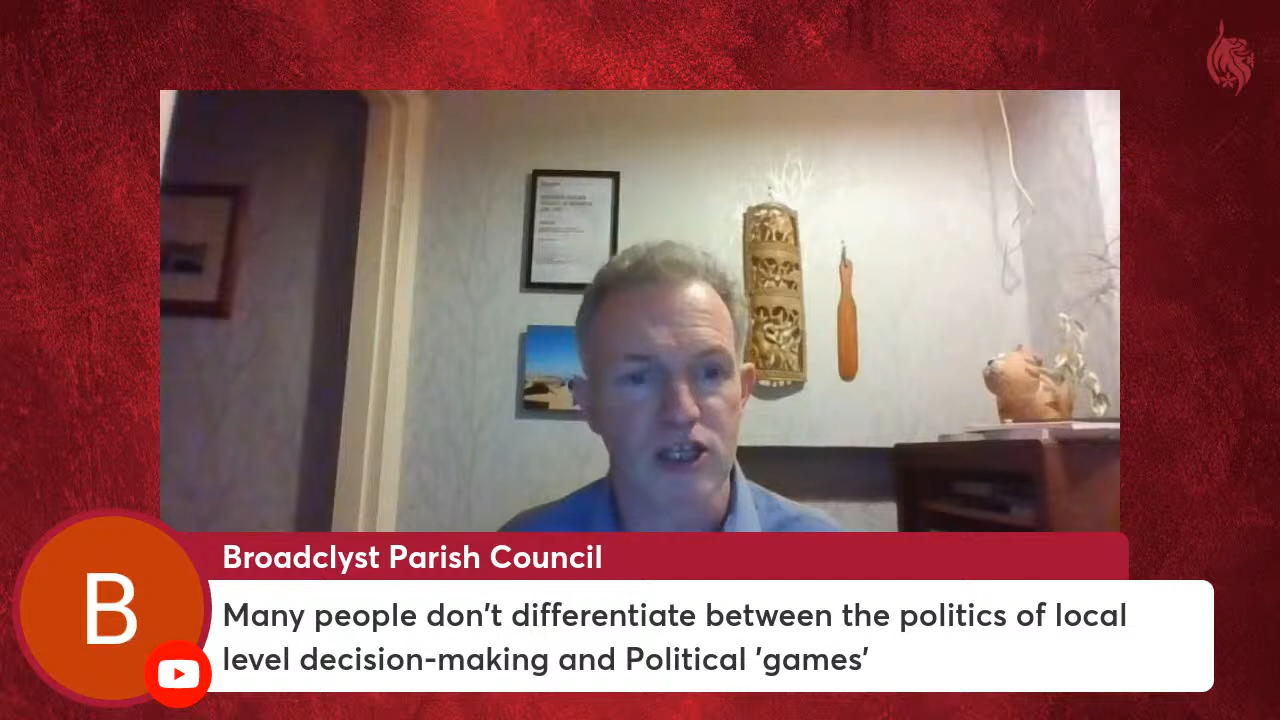 Broadclyst Parish Council
B
Many people don't differentiate between the politics of local
level decision-making and Political 'games'